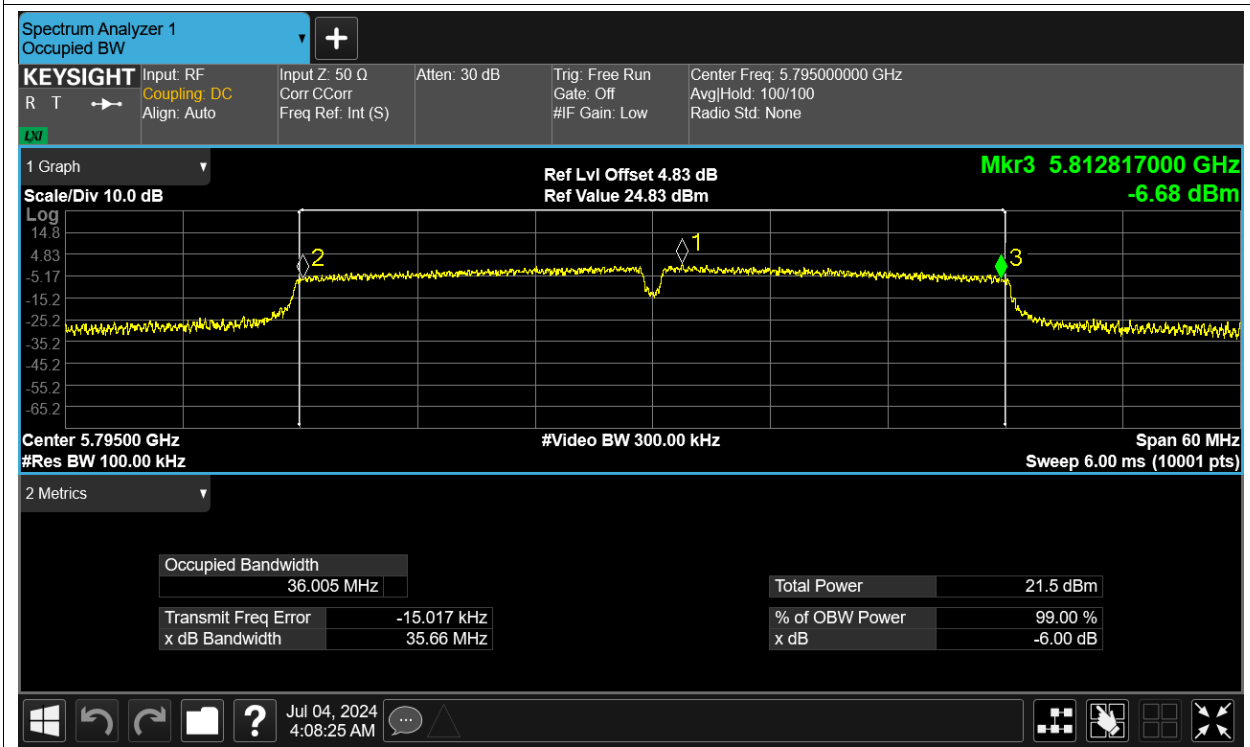 Spectrum Analyzer 1
Occupied BW
+
KEYSIGHT
R T
LXI
Input: RF
Coupling: DC
Align: Auto
Input Z: 50 Ω
Corr CCorr
Freq Ref: Int (S)
Atten: 30 dB
Trig: Free Run
Gate: Off
#IF Gain: Low
Center Freq: 5.795000000 GHz
Avg|Hold: 100/100
Radio Std: None
1 Graph
Scale/Div 10.0 dB
Ref Lvl Offset 4.83 dB
Ref Value 24.83 dBm
Mkr3 5.812817000 GHz
-6.68 dBm
Log
14.8
4.83
-5.17
-15.2
-25.2
-35.2
-45.2
-55.2
-65.2
2
1
3
Center 5.79500 GHz
#Res BW 100.00 kHz
#Video BW 300.00 kHz
Span 60 MHz
Sweep 6.00 ms (10001 pts)
2 Metrics
Occupied Bandwidth
36.005 MHz
Transmit Freq Error -15.017 kHz
x dB Bandwidth 35.66 MHz
Total Power 21.5 dBm
% of OBW Power 99.00 %
x dB -6.00 dB
?
Jul 04, 2024
4:08:25 AM